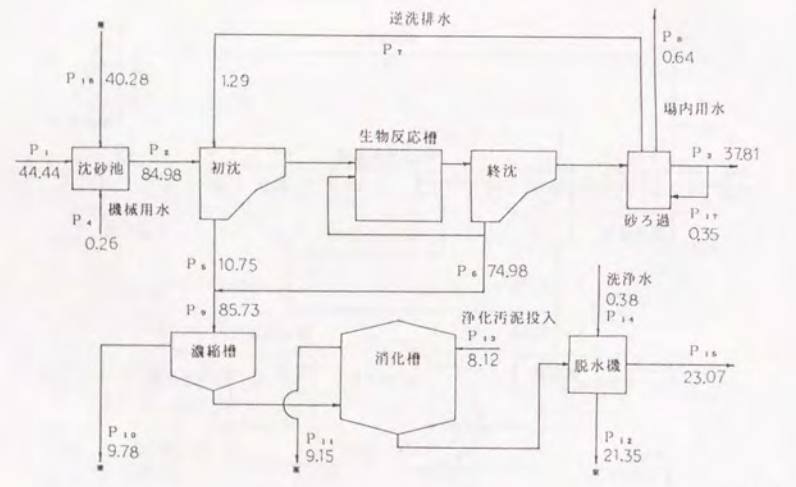 逆洗排水
P₇
P₈
0.64
P₁₆ 40.28
1.29
場内用水
生物反応槽
P₁
44.44
沈砂池
P₂
84.98
初沈
終沈
P₃ 37.81
機械用水
P₄
0.26
砂ろ過
P₁₇
0.35
P₅ 10.75
P₆ 74.98
洗浄水
0.38
P₁₄
P₉ 85.73
浄化汚泥投入
P₁₃
8.12
濃縮槽
消化槽
脱水機
P₁₅
23.07
P₁₀
9.78
P₁₁
9.15
P₁₂
21.35